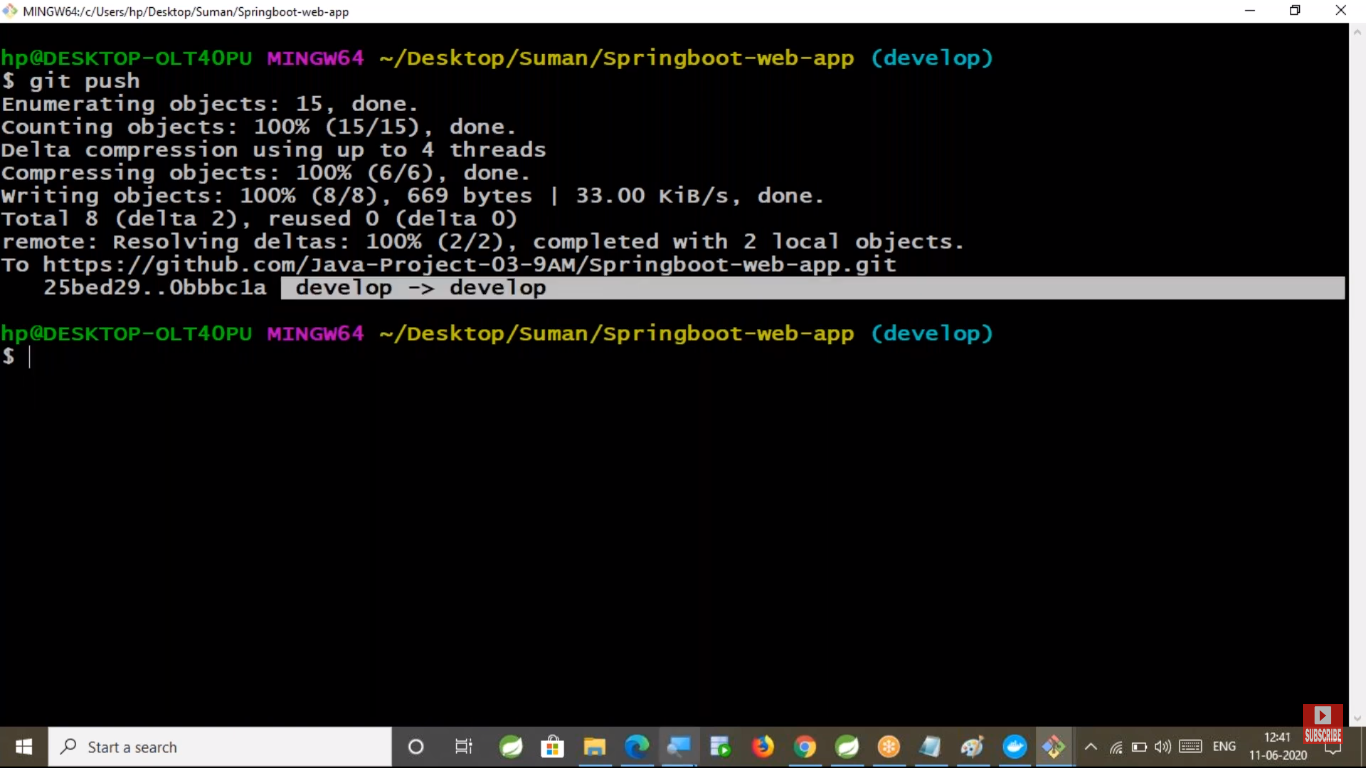 MINGW64:/c/Users/hp/Desktop/Suman/Springboot-web-app
hp@DESKTOP-OLT4OPU MINGW64 ~/Desktop/Suman/Springboot-web-app (develop)
$ git push
Enumerating objects: 15, done.
Counting objects: 100% (15/15), done.
Delta compression using up to 4 threads
Compressing objects: 100% (6/6), done.
Writing objects: 100% (8/8), 669 bytes | 33.00 KiB/s, done.
Total 8 (delta 2), reused 0 (delta 0)
remote: Resolving deltas: 100% (2/2), completed with 2 local objects.
To https://github.com/Java-Project-03-9AM/Springboot-web-app.git
25bed29..0bbbc1a develop -> develop
hp@DESKTOP-OLT4OPU MINGW64 ~/Desktop/Suman/Springboot-web-app (develop)
$
Start a search
ENG
12:41
11-06-2020
SUBSCRIBE